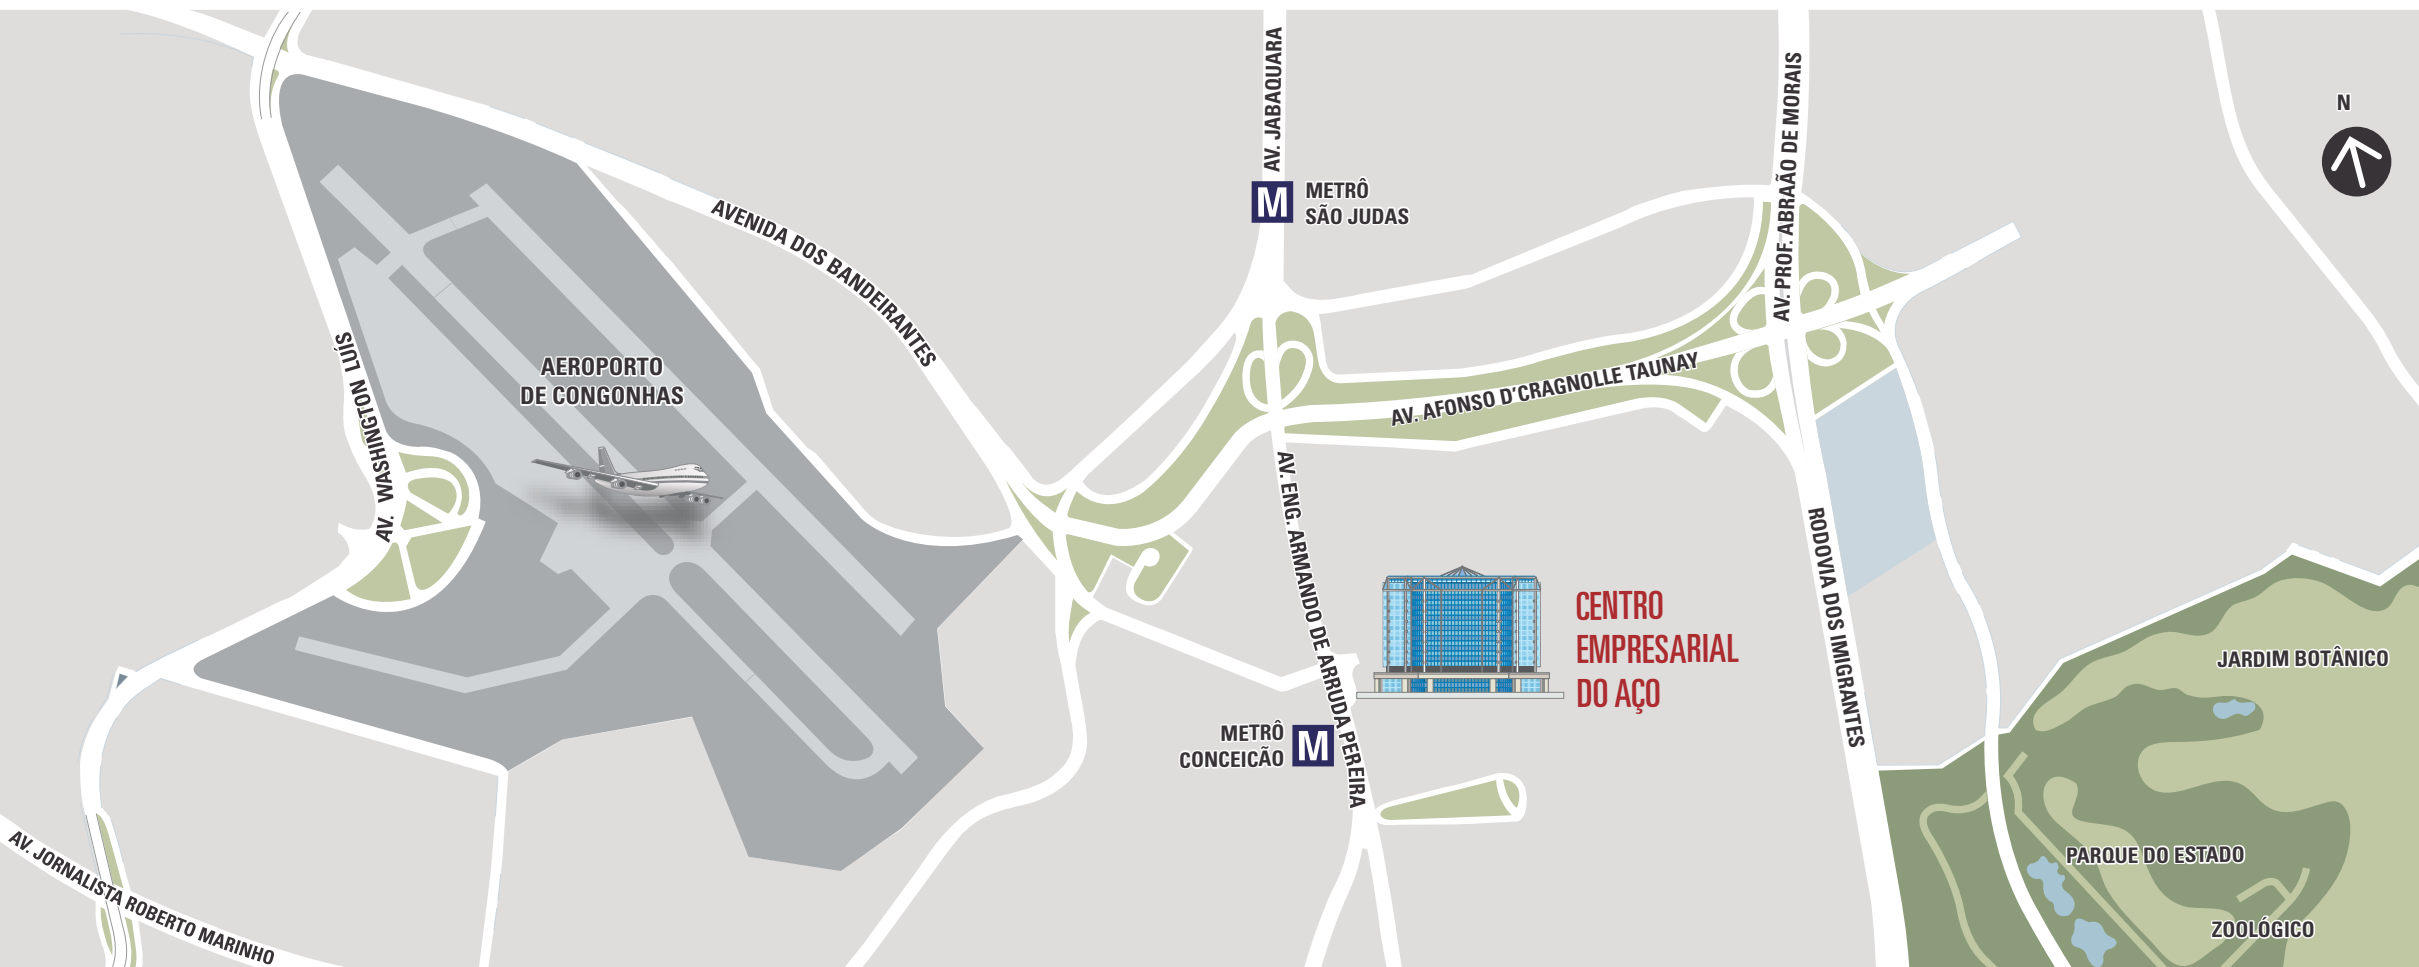 AV. JABAQUARA
AV. PROF. ABRAÃO DE MORAIS
N
METRÔ
SÃO JUDAS
M
AVENIDA DOS BANDEIRANTES
AV. WASHINGTON LUÍS
AEROPORTO
DE CONGONHAS
AV. AFONSO D'CRAGNOLLE TAUNAY
AV. ENG. ARMANDO DE ARRUDA PEREIRA
RODOVIA DOS IMIGRANTES
CENTRO
EMPRESARIAL
DO AÇO
JARDIM BOTÂNICO
METRÔ
CONCEICÃO
M
PARQUE DO ESTADO
ZOOLÓGICO
AV. JORNALISTA ROBERTO MARINHO